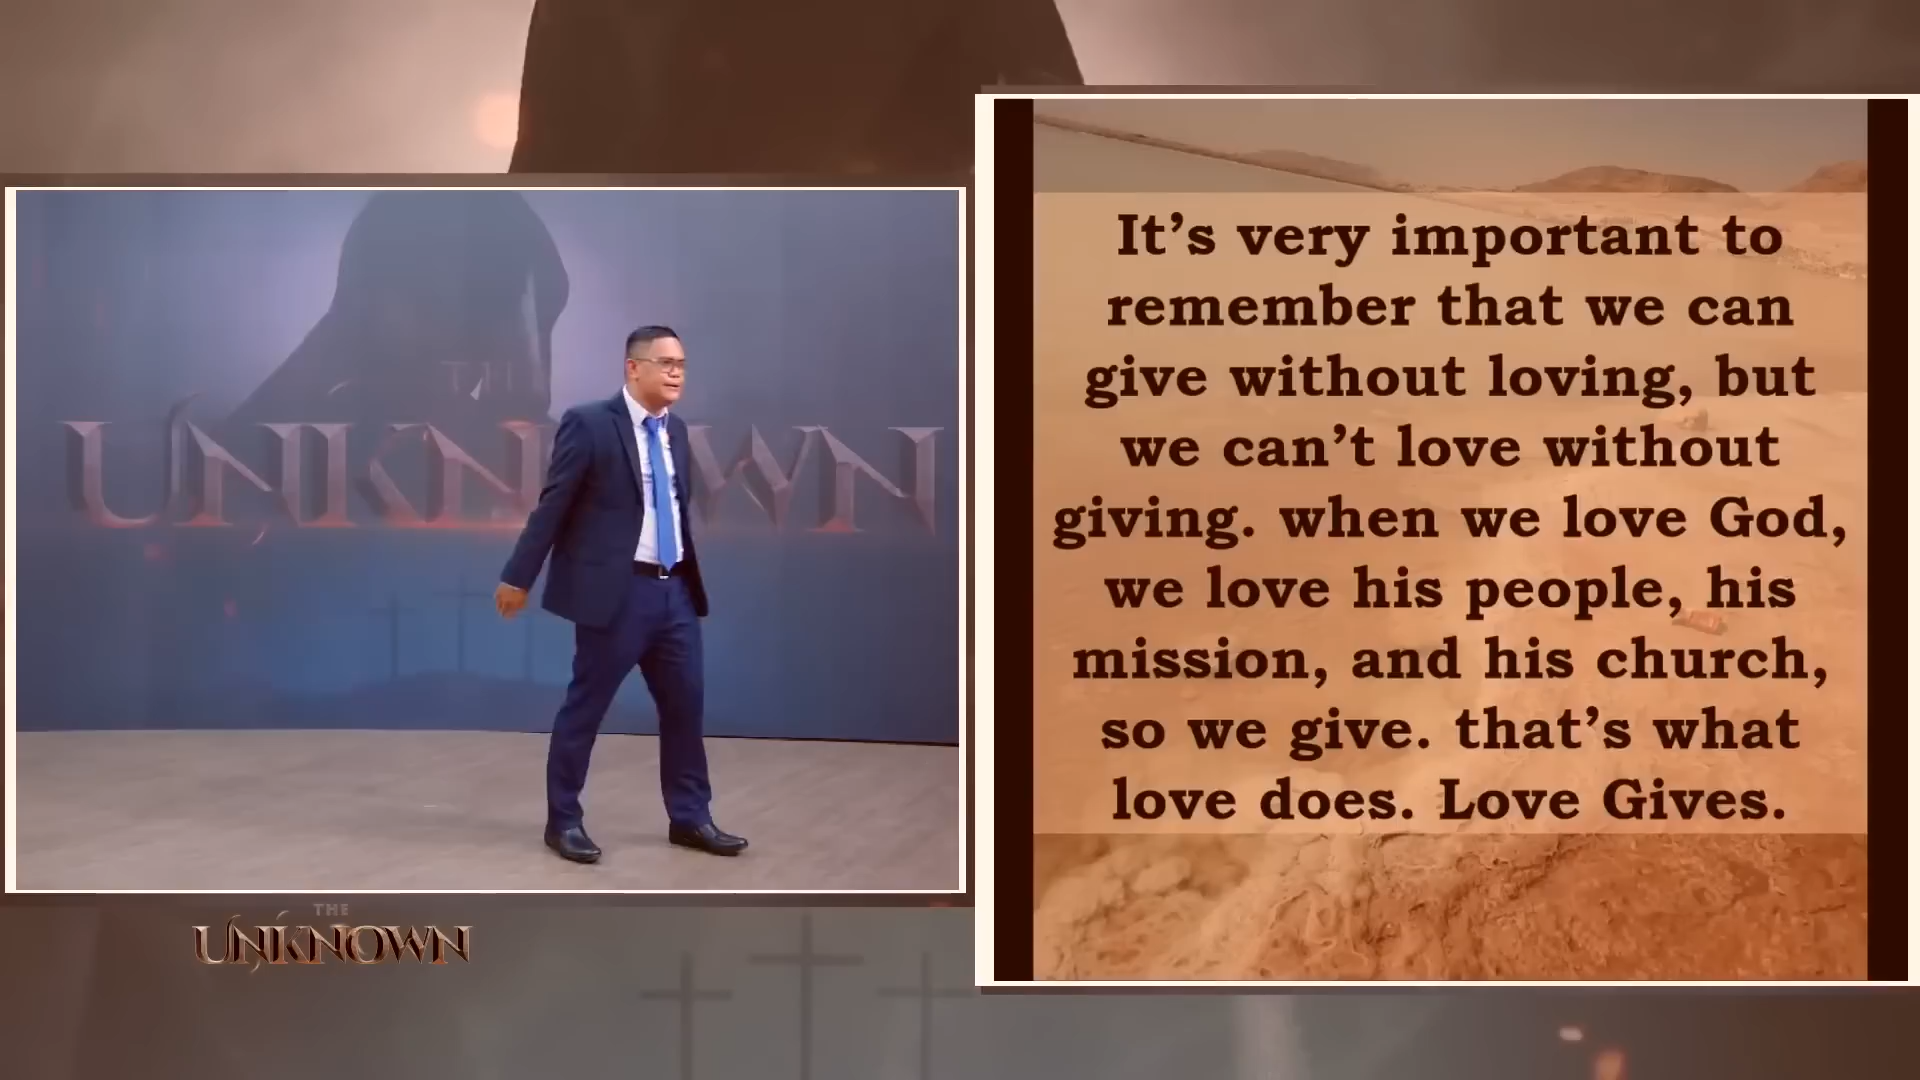 THE
UNKNOWN
It’s very important to
remember that we can
give without loving, but
we can’t love without
giving. when we love God,
we love his people, his
mission, and his church,
so we give. that’s what
love does. Love Gives.
THE
UNKNOWN